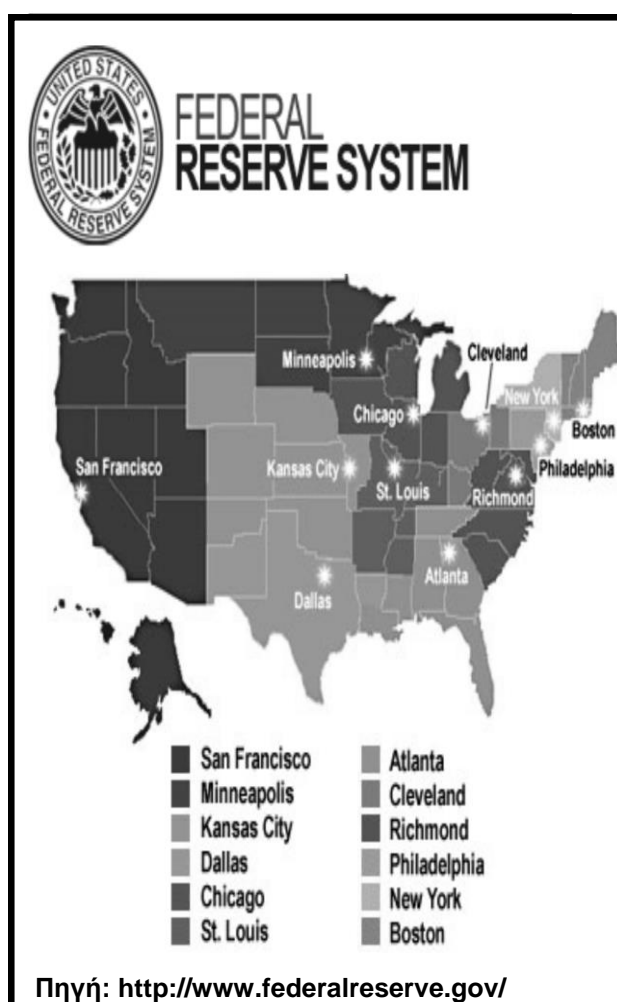 UNITED STATES
FEDERAL RESERVE SYSTEM
FEDERAL
RESERVE SYSTEM
Minneapolis
Cleveland
Chicago
New York
Boston
San Francisco
Kansas City
St. Louis
Philadelphia
Richmond
Atlanta
Dallas
San Francisco
Minneapolis
Kansas City
Dallas
Chicago
St. Louis
Atlanta
Cleveland
Richmond
Philadelphia
New York
Boston
Πηγή: http://www.federalreserve.gov/